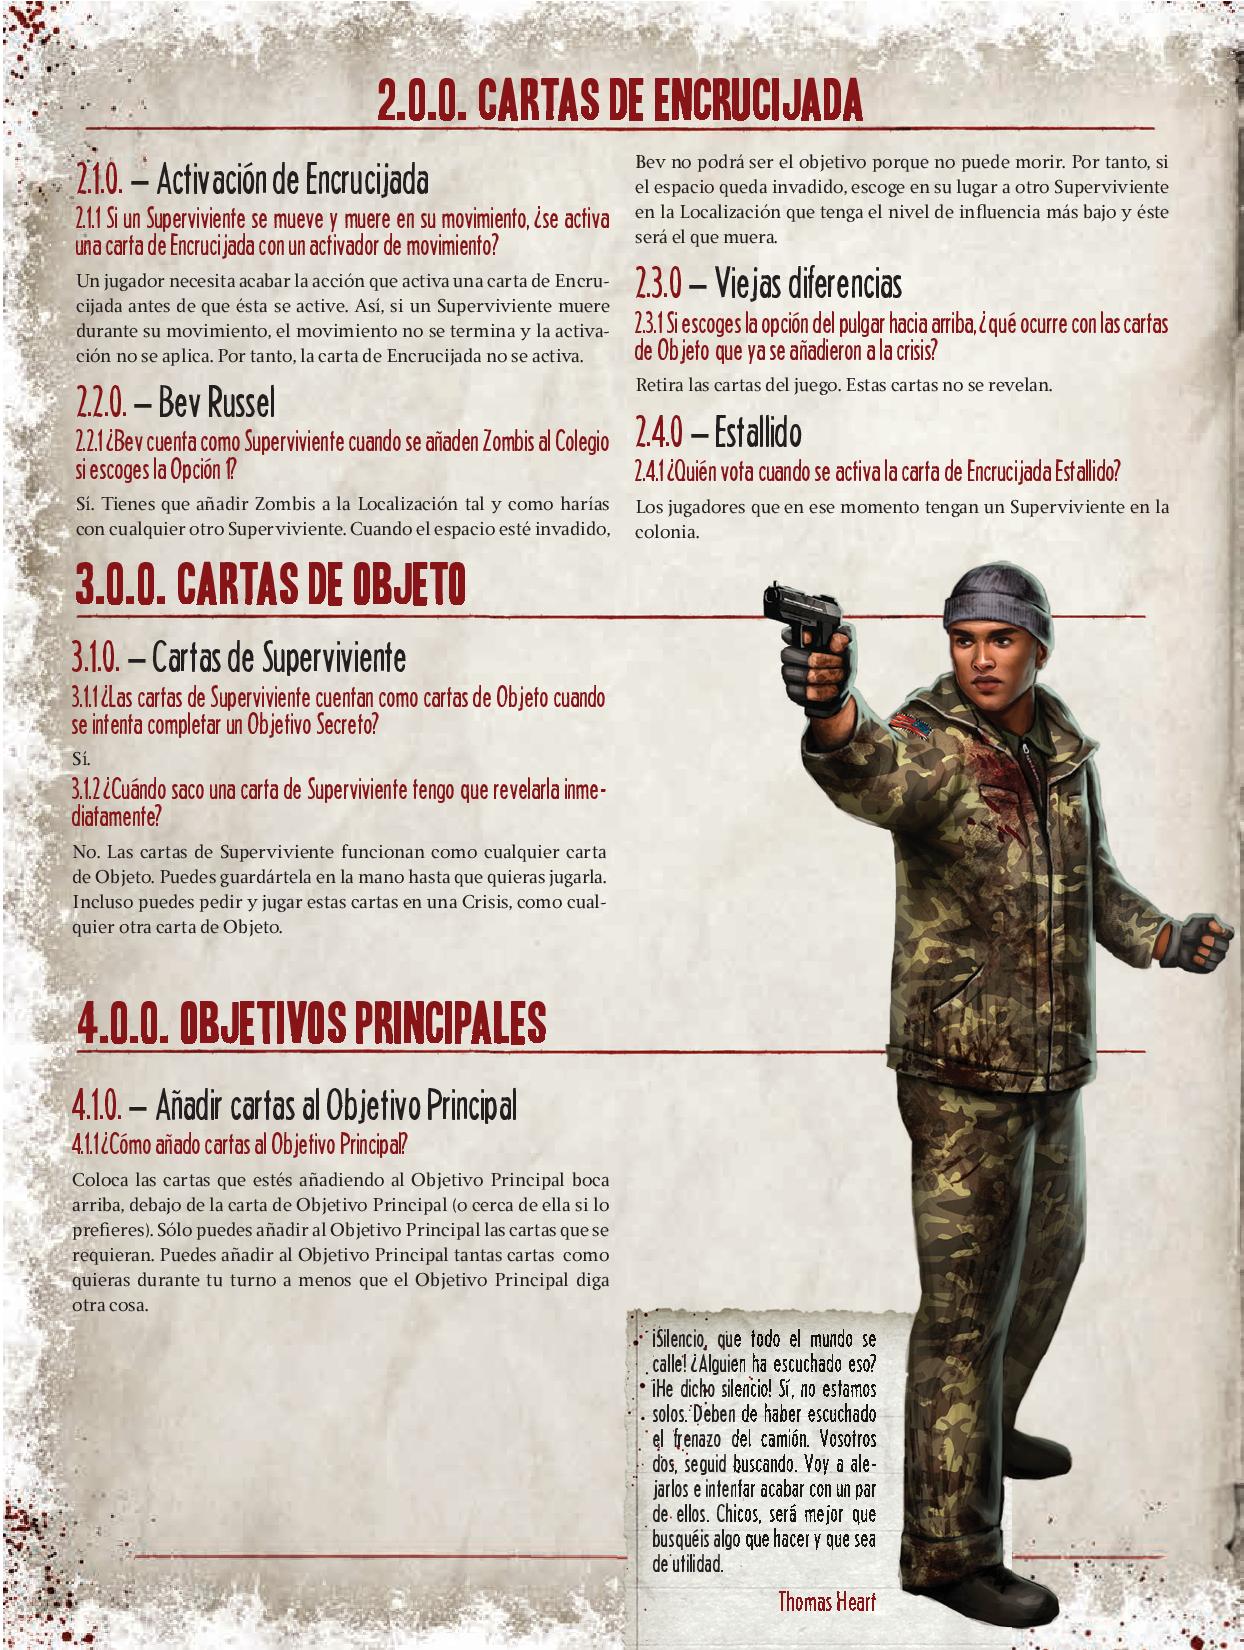 2.0.0. CARTAS DE ENCRUCIJADA
2.1.0. – Activación de Encrucijada
2.1.1 Si un Superviviente se mueve y muere en su movimiento, ¿se activa
una carta de Encrucijada con un activador de movimiento?
Un jugador necesita acabar la acción que activa una carta de Encru-
cijada antes de que ésta se active. Así, si un Superviviente muere
durante su movimiento, el movimiento no se termina y la activa-
ción no se aplica. Por tanto, la carta de Encrucijada no se activa.
2.2.0. – Bev Russel
2.2.1 ¿Bev cuenta como Superviviente cuando se añaden Zombis al Colegio
si escoges la Opción 1?
Sí. Tienes que añadir Zombis a la Localización tal y como harías
con cualquier otro Superviviente. Cuando el espacio esté invadido,
Bev no podrá ser el objetivo porque no puede morir. Por tanto, si
el espacio queda invadido, escoge en su lugar a otro Superviviente
en la Localización que tenga el nivel de influencia más bajo y éste
será el que muera.
2.3.0 – Viejas diferencias
2.3.1 Si escoges la opción del pulgar hacia arriba, ¿qué ocurre con las cartas
de Objeto que ya se añadieron a la crisis?
Retira las cartas del juego. Estas cartas no se revelan.
2.4.0 – Estallido
2.4.1 ¿Quién vota cuando se activa la carta de Encrucijada Estallido?
Los jugadores que en ese momento tengan un Superviviente en la
colonia.
3.0.0. CARTAS DE OBJETO
3.1.0. – Cartas de Superviviente
3.1.1 ¿Las cartas de Superviviente cuentan como cartas de Objeto cuando
se intenta completar un Objetivo Secreto?
Sí.
3.1.2 ¿Cuándo saco una carta de Superviviente tengo que revelarla inme-
diatamente?
No. Las cartas de Superviviente funcionan como cualquier carta
de Objeto. Puedes guardártela en la mano hasta que quieras jugarla.
Incluso puedes pedir y jugar estas cartas en una Crisis, como cual-
quier otra carta de Objeto.
4.0.0. OBJETIVOS PRINCIPALES
4.1.0. – Añadir cartas al Objetivo Principal
4.1.1 ¿Cómo añado cartas al Objetivo Principal?
Coloca las cartas que estés añadiendo al Objetivo Principal boca
arriba, debajo de la carta de Objetivo Principal (o cerca de ella si lo
prefieres). Sólo puedes añadir al Objetivo Principal las cartas que se
requieran. Puedes añadir al Objetivo Principal tantas cartas como
quieras durante tu turno a menos que el Objetivo Principal diga
otra cosa.
¡Silencio, que todo el mundo se
calle! ¿Alguien ha escuchado eso?
¡He dicho silencio! Sí, no estamos
solos. Deben de haber escuchado
el frenazo del camión. Vosotros
dos, seguid buscando. Voy a ale-
jarlos e intentar acabar con un par
de ellos. Chicos, será mejor que
busquéis algo que hacer y que sea
de utilidad.
Thomas Heart